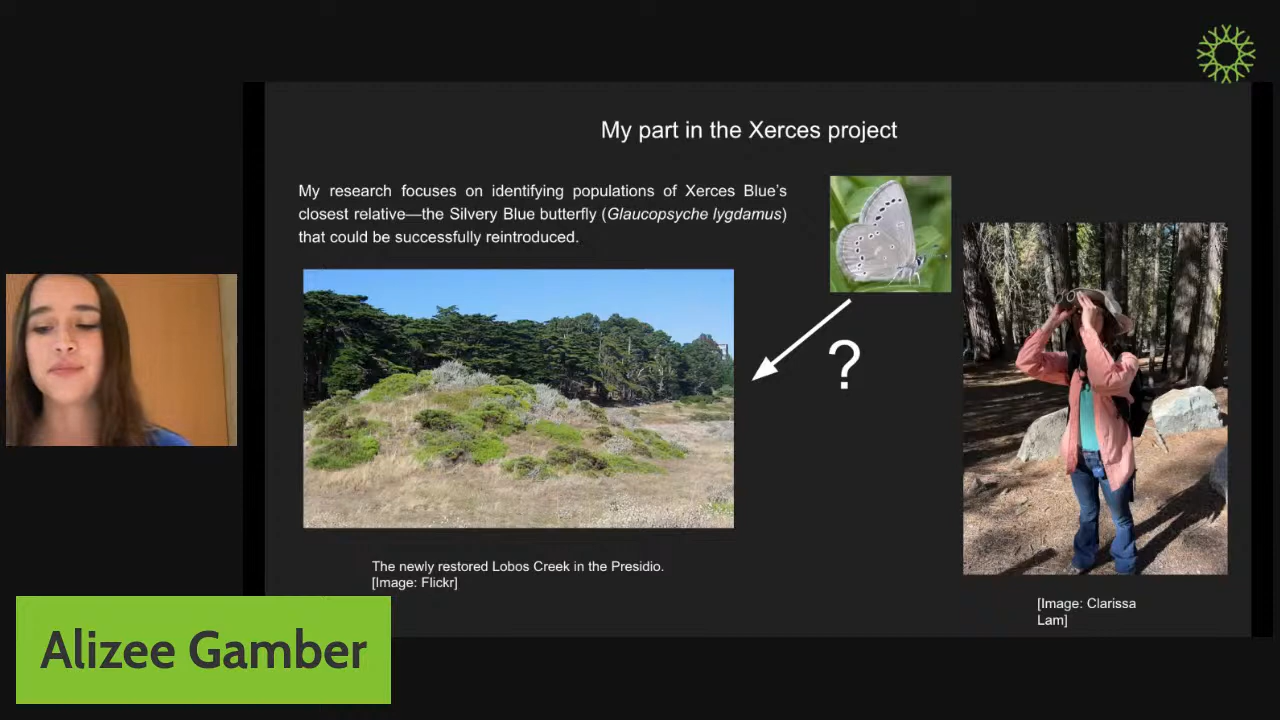 My part in the Xerces project
My research focuses on identifying populations of Xerces Blue's
closest relative—the Silvery Blue butterfly (Glaucopsyche lygdamus)
that could be successfully reintroduced.
?
The newly restored Lobos Creek in the Presidio.
[Image: Flickr]
[Image: Clarissa
Lam]
Alizee Gamber